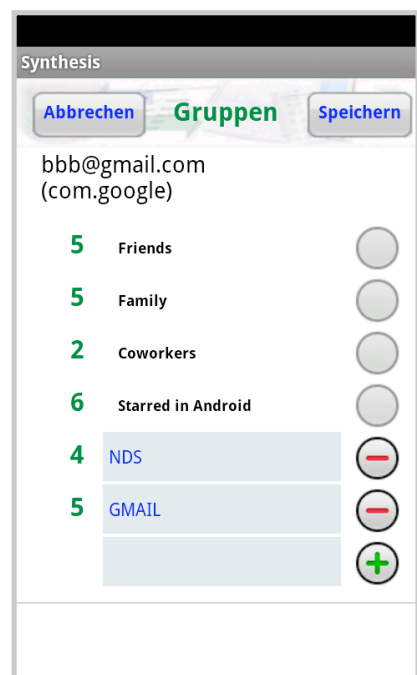 Synthesis
Abbrechen Gruppen Speichern
bbb@gmail.com
(com.google)
5 Friends
5 Family
2 Coworkers
6 Starred in Android
4 NDS
5 GMAIL